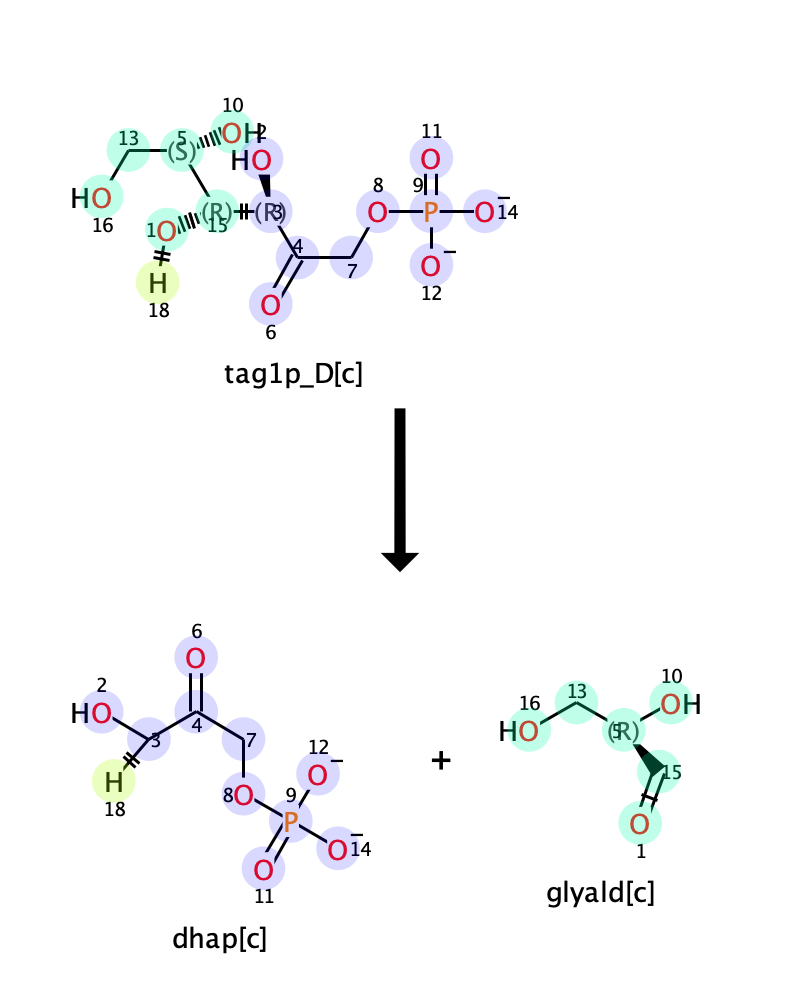 10
13 5 OH 2 11
(S) HO O
8 9
HO (R) (R) O P O− 14
16 1O 15 3
4 O−
H 7 12
18 O
6
tag1p_D[c]
6
O
2 10
HO 4 16 13 OH
3 7 12 HO (R)
H O− + 5
18 8O 9 15
P O
O− 14 1
O
11
glyald[c]
dhap[c]